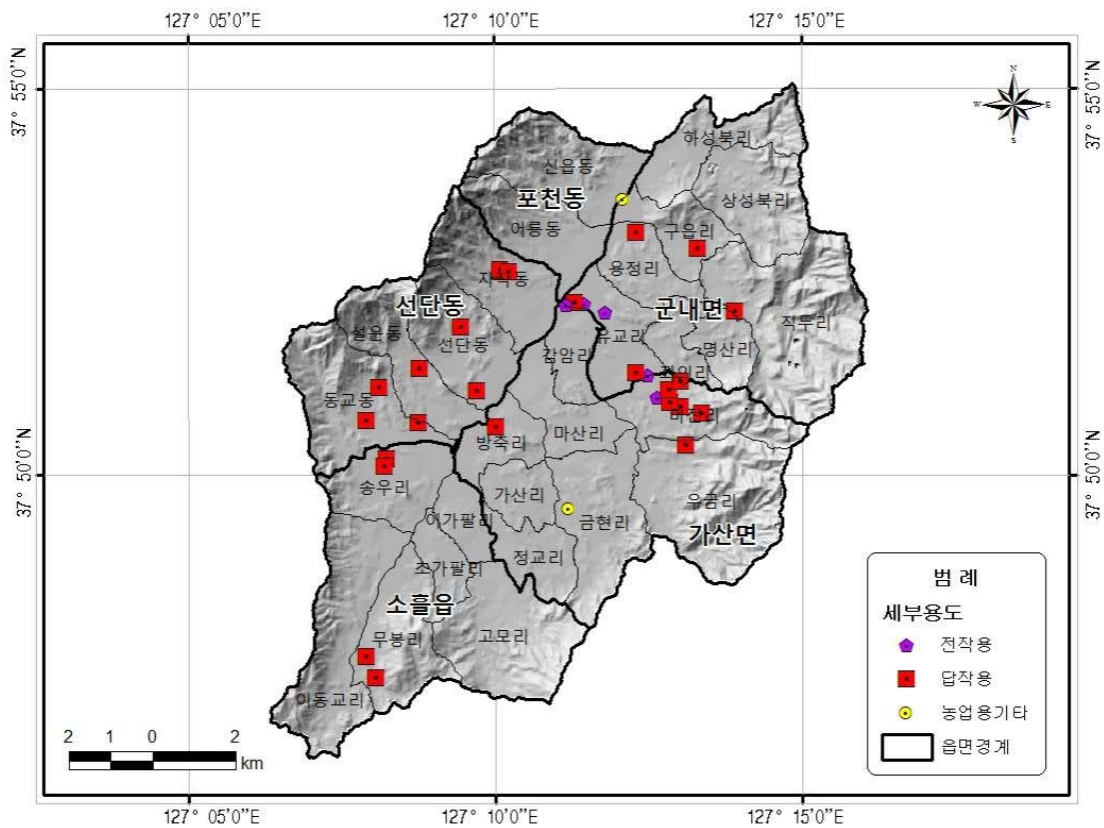 127° 05'0"E
127° 10'0"E
127° 15'0"E
37° 55'0"N
37° 55'0"N
N
W
E
S
하성북리
신읍동
포천동
상성북리
어룡동
구읍리
용정리
자작동
선단동
군내면
직두리
설운동
선단동
유교리
감암리
명산리
동교동
마산리
방축리
37° 50'0"N
37° 50'0"N
송우리
가산리
우금리
이가팔리
금현리
가산면
정교리
초가팔리
소흘읍
무봉리
고모리
이동교리
범 례
세부용도
전작용
답작용
농업용기타
읍면경계
2 1 0 2
km
127° 05'0"E
127° 10'0"E
127° 15'0"E